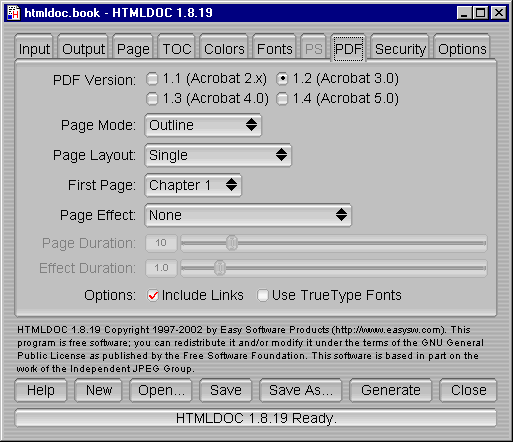 htmldoc.book - HTMLDOC 1.8.19
Input Output Page TOC Colors Fonts PS PDF Security Options
PDF Version: 1.1 (Acrobat 2.x) 1.2 (Acrobat 3.0)
1.3 (Acrobat 4.0) 1.4 (Acrobat 5.0)
Page Mode: Outline
Page Layout: Single
First Page: Chapter 1
Page Effect: None
Page Duration: 10
Effect Duration: 1.0
Options: Include Links Use TrueType Fonts
HTMLDOC 1.8.19 Copyright 1997-2002 by Easy Software Products (http://www.easysw.com). This
program is free software; you can redistribute it and/or modify it under the terms of the GNU General
Public License as published by the Free Software Foundation. This software is based in part on the
work of the Independent JPEG Group.
Help New Open... Save Save As... Generate Close
HTMLDOC 1.8.19 Ready.